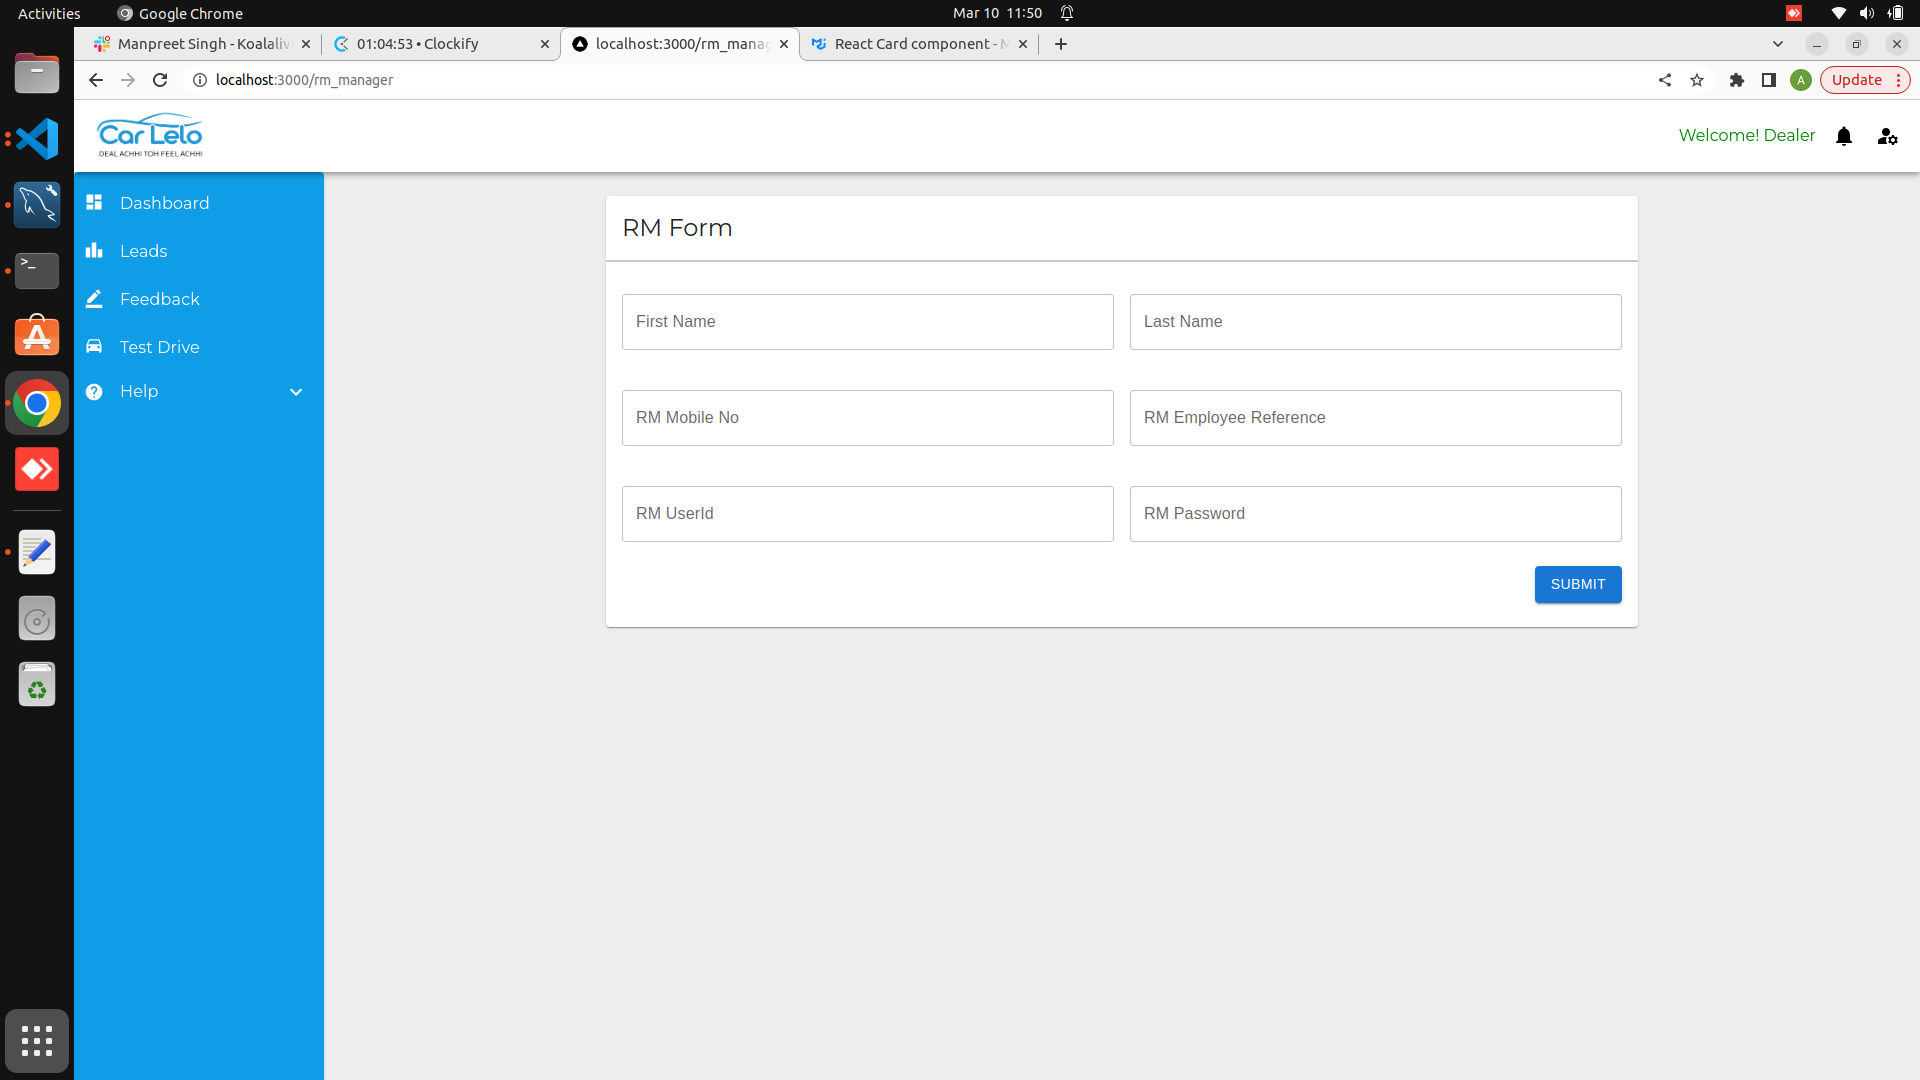 Activities
Google Chrome
Mar 10 11:50
Manpreet Singh - Koalaliv
01:04:53 • Clockify
localhost:3000/rm_manag
React Card component - M
localhost:3000/rm_manager
A
Update
Car Lelo
DEAL ACHHI TOH FEEL ACHHI
Welcome! Dealer
Dashboard
Leads
Feedback
Test Drive
Help
RM Form
First Name
Last Name
RM Mobile No
RM Employee Reference
RM UserId
RM Password
SUBMIT